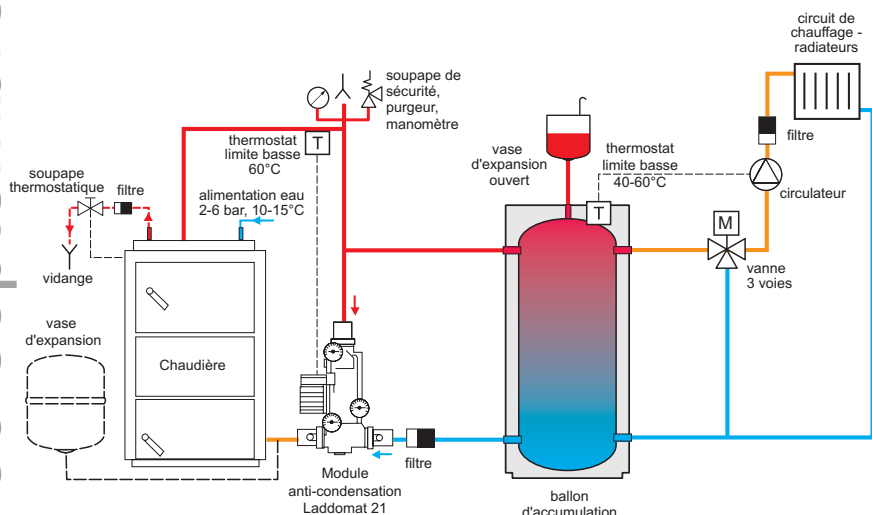 circuit de
chauffage -
radiateurs
soupape de
sécurité,
purgeur,
manomètre
thermostat
limite basse
60°C
T
vase
d'expansion
ouvert
thermostat
limite basse
40-60°C
T
filtre
circulateur
M
vanne
3 voies
soupape
thermostatique
filtre
alimentation eau
2-6 bar, 10-15°C
vidange
vase
d'expansion
Chaudière
filtre
Module
anti-condensation
Laddomat 21
ballon
d'accumulation